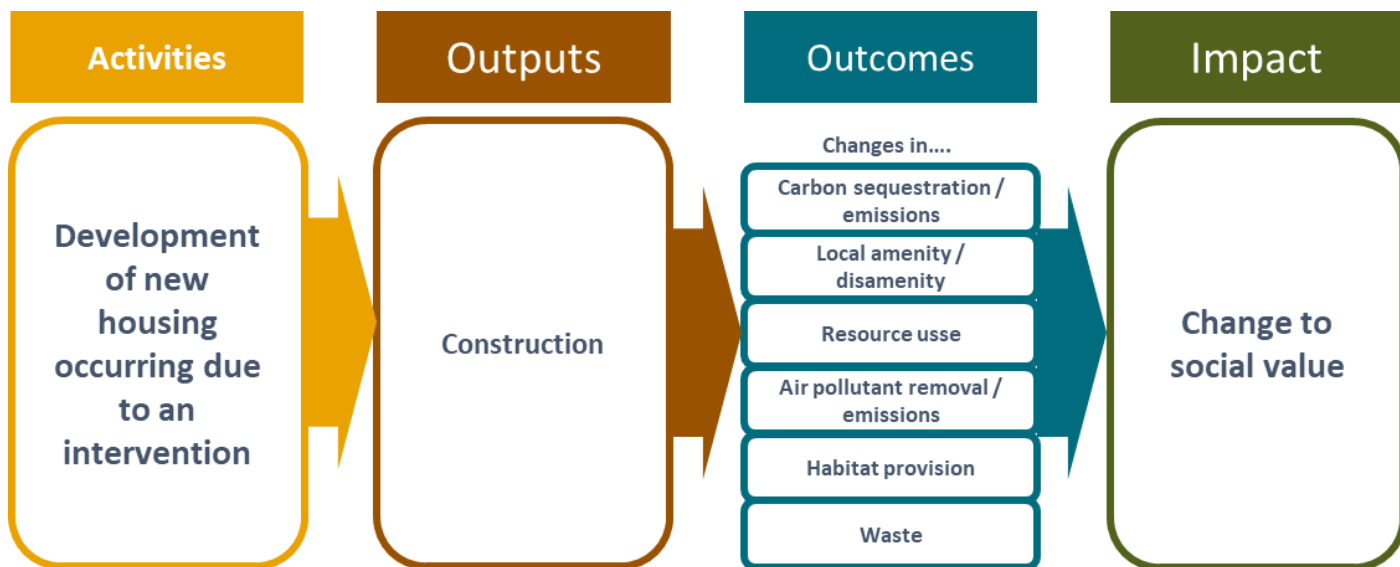 Activities
Outputs
Outcomes
Impact
Development
of new
housing
occurring due
to an
intervention
Construction
Changes in....
Carbon sequestration /
emissions
Local amenity /
disamenity
Resource usse
Air pollutant removal /
emissions
Habitat provision
Waste
Change to
social value